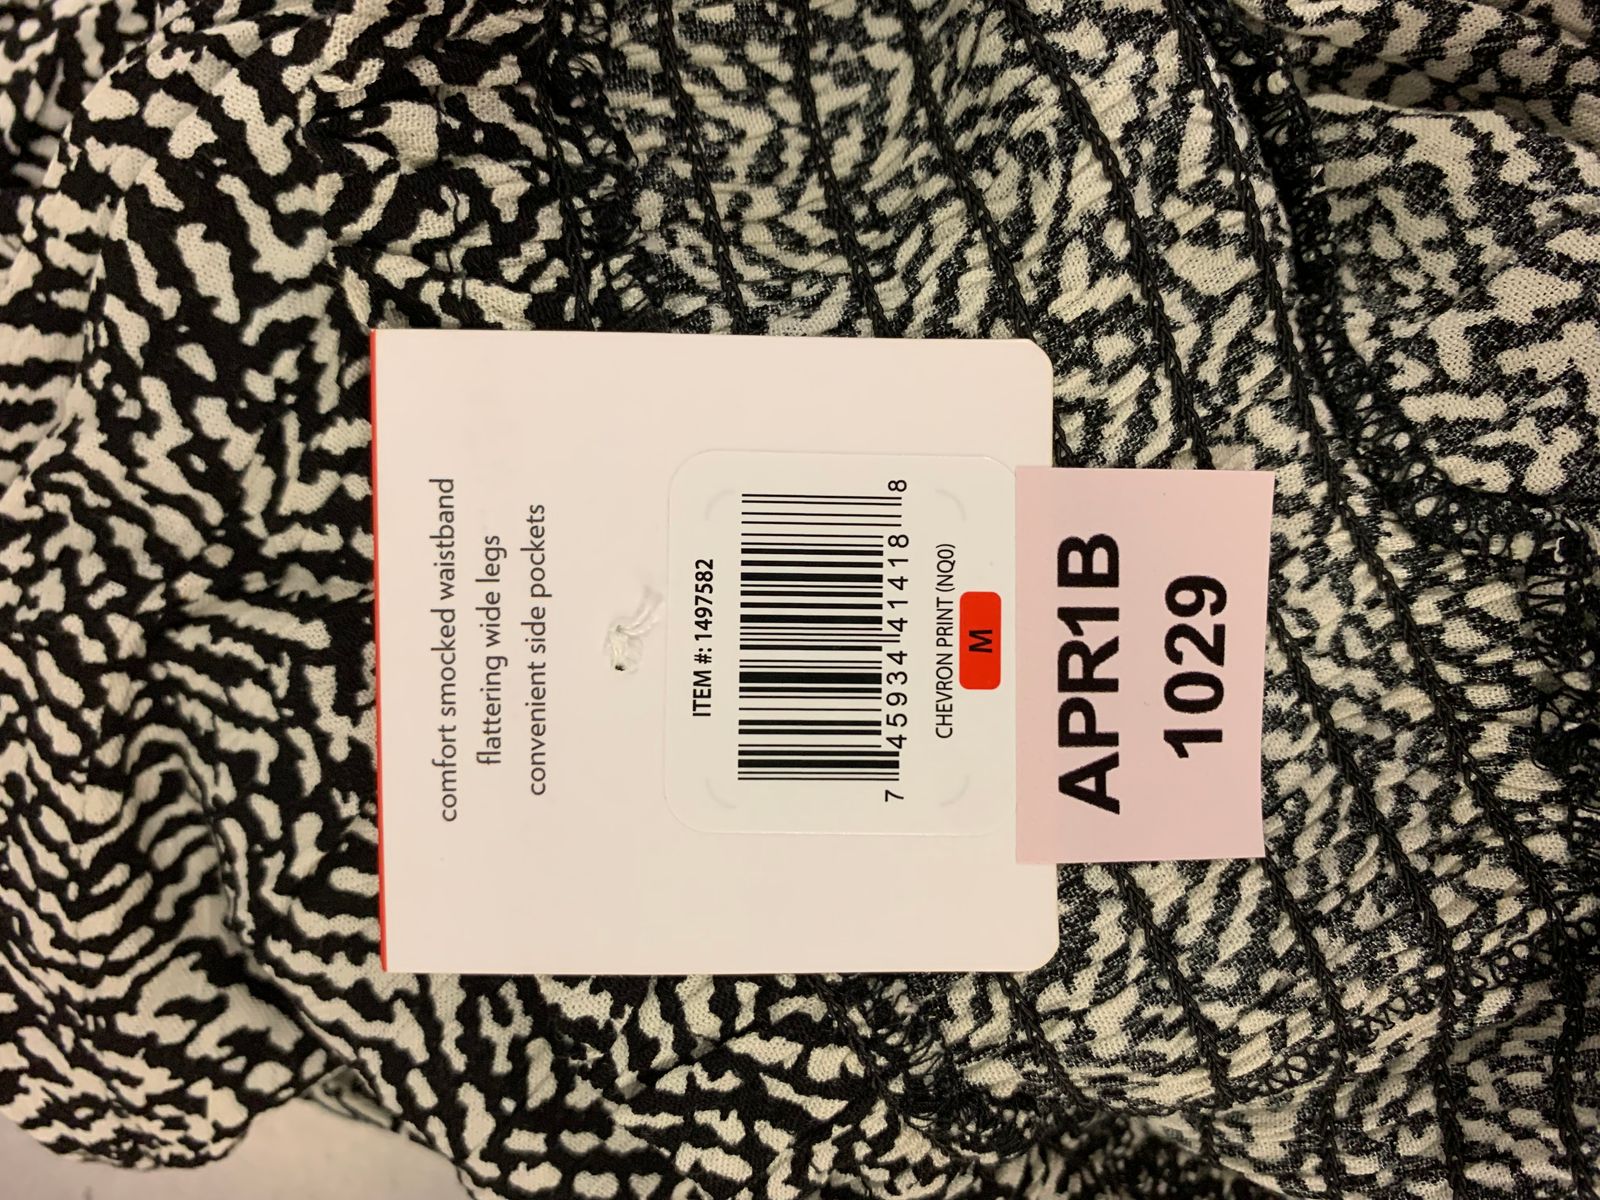 comfort smocked waistband
flattering wide legs
convenient side pockets
ITEM #: 1497582
7 45934 41418 8
CHEVRON PRINT (NQ0)
M
APR1B
1029